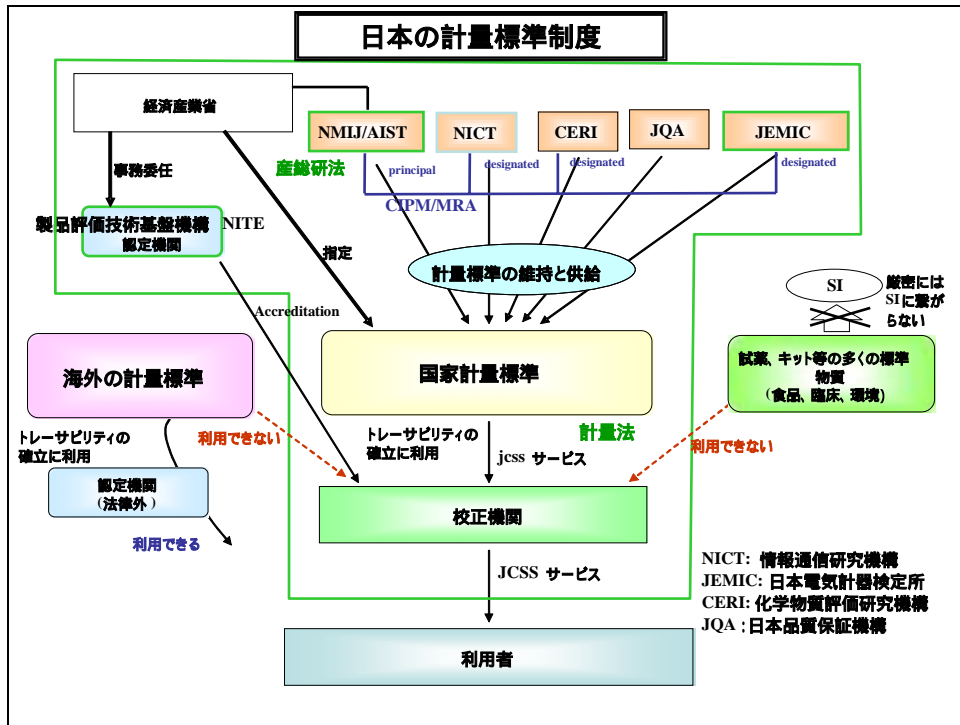 日本の計量標準制度
経済産業省
NMIJ/AIST
NICT
CERI
JQA
JEMIC
産総研法
principal
designated
designated
designated
CIPM/MRA
事務委任
製品評価技術基盤機構
NITE
認定機関
指定
計量標準の維持と供給
SI
厳密には
SIに繋が
らない
Accreditation
海外の計量標準
国家計量標準
試薬、キット等の多くの標準
物質
(食品、臨床、環境)
トレーサビリティの
確立に利用
利用できない
トレーサビリティの
確立に利用
計量法
jcss サービス
利用できない
認定機関
(法律外)
校正機関
利用できる
JCSS サービス
NICT: 情報通信研究機構
JEMIC: 日本電気計器検定所
CERI: 化学物質評価研究機構
JQA :日本品質保証機構
利用者